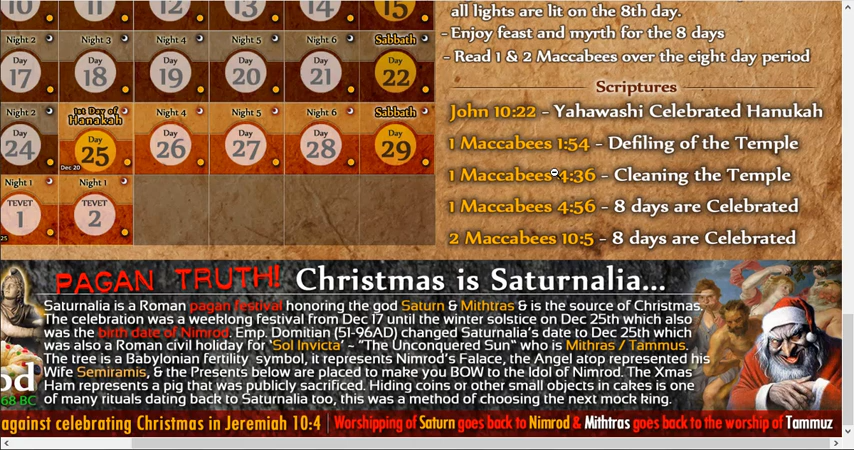 10 11 12 13 14 15
Night 2 Night 3 Night 4 Night 5 Night 6 Sabbath
Day Day Day Day Day Day
17 18 19 20 21 22
Night 2 1st Day of Hanakah Night 4 Night 5 Night 6 Sabbath
Day Day Day Day Day Day
24 25 26 27 28 29
Dec 20
Night 1 Night 1
TEVET TEVET
1 2
25
all lights are lit on the 8th day.
- Enjoy feast and myrth for the 8 days
- Read 1 & 2 Maccabees over the eight day period
Scriptures
John 10:22 - Yahawashi Celebrated Hanukah
1 Maccabees 1:54 - Defiling of the Temple
1 Maccabees 4:36 - Cleaning the Temple
1 Maccabees 4:56 - 8 days are Celebrated
2 Maccabees 10:5 - 8 days are Celebrated
PAGAN TRUTH! Christmas is Saturnalia...
Saturnalia is a Roman pagan festival honoring the god Saturn & Mithtras & is the source of Christmas.
The celebration was a weeklong festival from Dec 17 until the winter solstice on Dec 25th which also
was the birth date of Nimrod. Emp. Domitian (51-96AD) changed Saturnalia's date to Dec 25th which
was also a Roman civil holiday for 'Sol Invicta' - "The Unconquered Sun" who is Mithras / Tammus.
The tree is a Babylonian fertility symbol, it represents Nimrod's Falace, the Angel atop represented his
Wife Semiramis, & the Presents below are placed to make you BOW to the Idol of Nimrod. The Xmas
Ham represents a pig that was publicly sacrificed. Hiding coins or other small objects in cakes is one
of many rituals dating back to Saturnalia too, this was a method of choosing the next mock king.
od
68 BC
against celebrating Christmas in Jeremiah 10:4 | Worshipping of Saturn goes back to Nimrod & Mithtras goes back to the worship of Tammuz